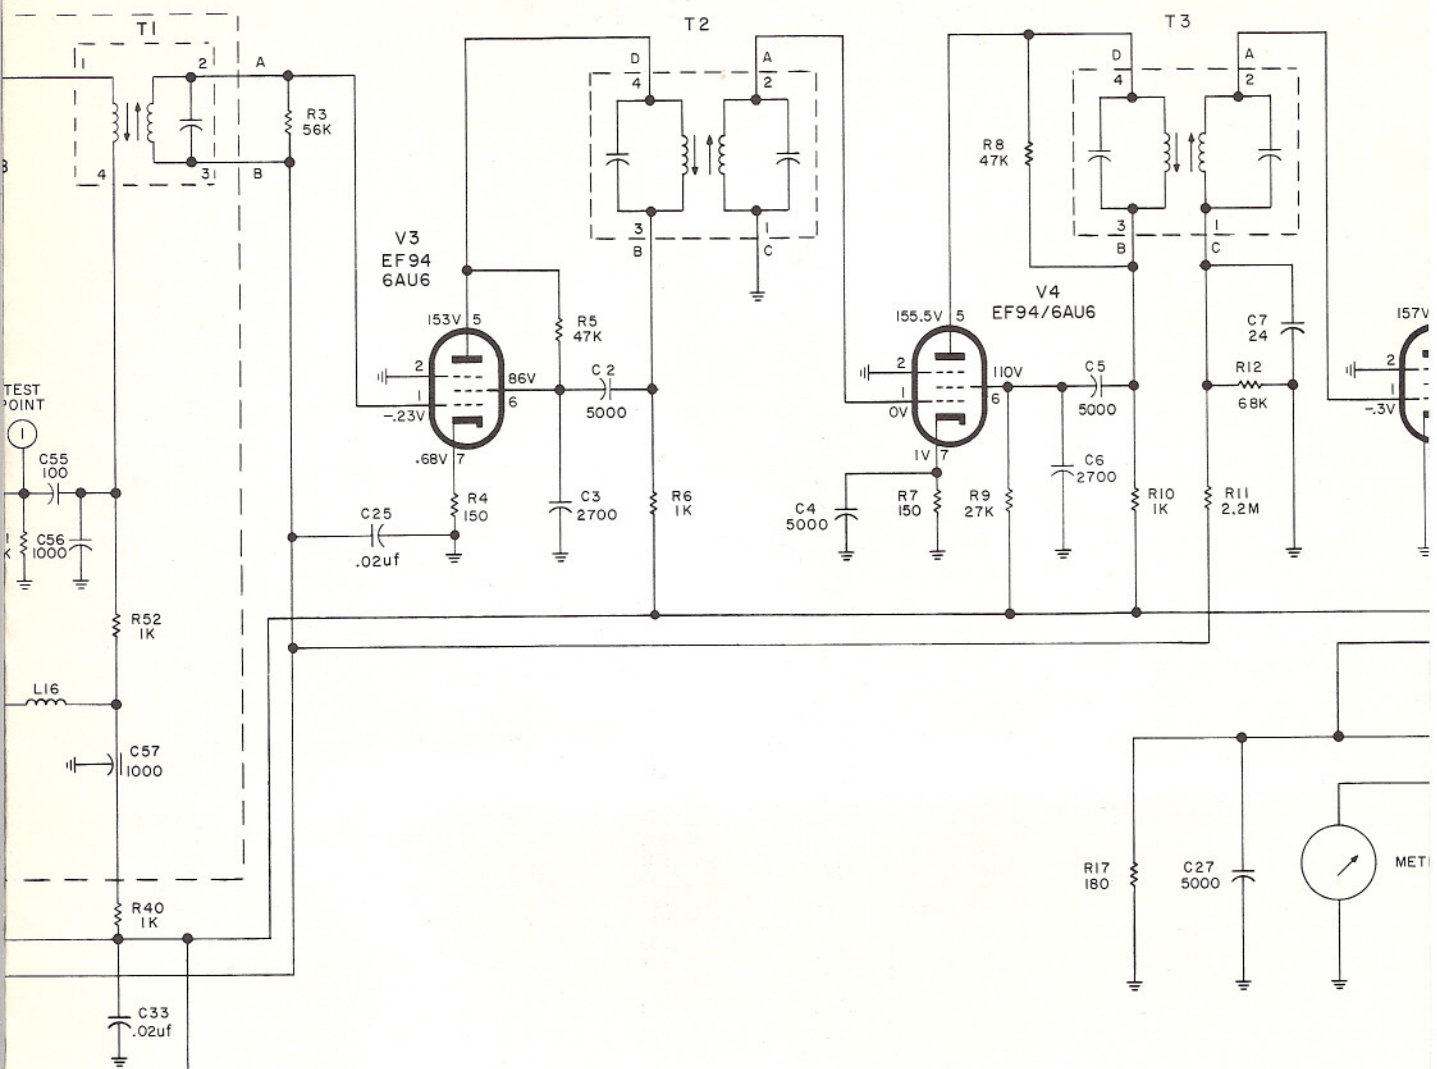 T1
T2
T3
2
A
3
B
4
R3
56K
D
4
A
2
3
B
1
C
D
4
A
2
3
B
1
C
R8
47K
V3
EF94
6AU6
V4
EF94/6AU6
153V 5
R5
47K
2
1
-.23V
86V
6
C2
5000
.68V 7
R4
150
C3
2700
R6
1K
C25
.02uf
155.5V 5
2
1
0V
110V
6
C5
5000
1V 7
C4
5000
R7
150
R9
27K
C6
2700
R10
1K
R11
2.2M
C7
24
R12
68K
157V
2
1
-.3V
TEST
POINT
1
C55
100
C56
1000
K
R52
1K
L16
C57
1000
R40
1K
C33
.02uf
R17
180
C27
5000
METI